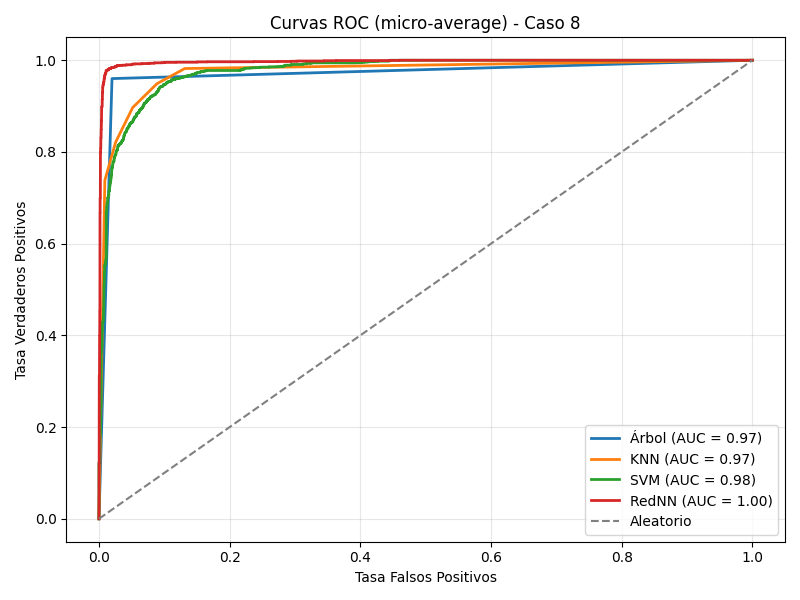 Curvas ROC (micro-average) - Caso 8
1.0
0.8
0.6
0.4
0.2
0.0
Tasa Verdaderos Positivos
0.0 0.2 0.4 0.6 0.8 1.0
Tasa Falsos Positivos
Árbol (AUC = 0.97)
KNN (AUC = 0.97)
SVM (AUC = 0.98)
RedNN (AUC = 1.00)
Aleatorio